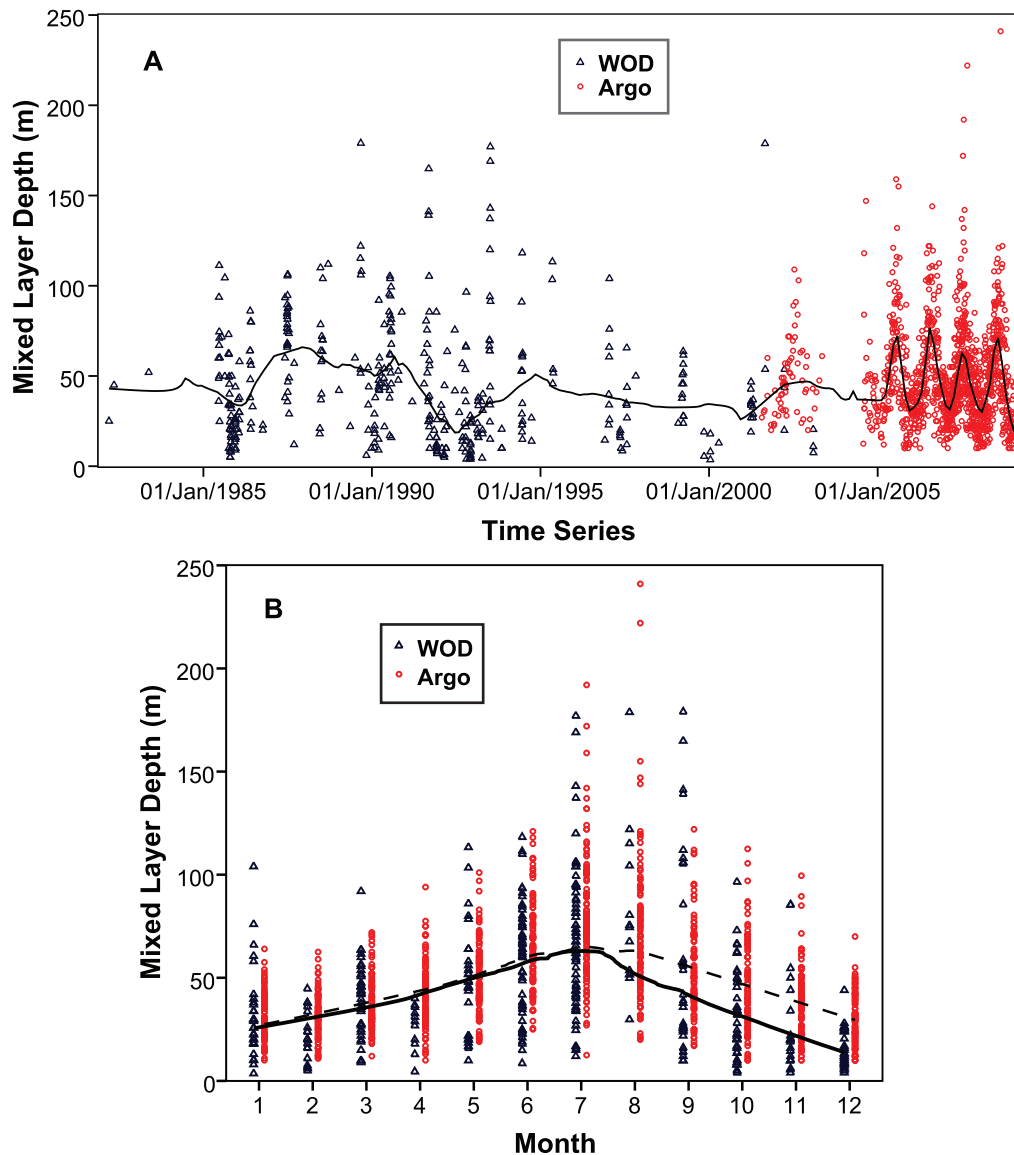 A
WOD
Argo
Mixed Layer Depth (m)
250
200
150
100
50
0
01/Jan/1985 01/Jan/1990 01/Jan/1995 01/Jan/2000 01/Jan/2005
Time Series
B
WOD
Argo
Mixed Layer Depth (m)
250
200
150
100
50
0
1 2 3 4 5 6 7 8 9 10 11 12
Month